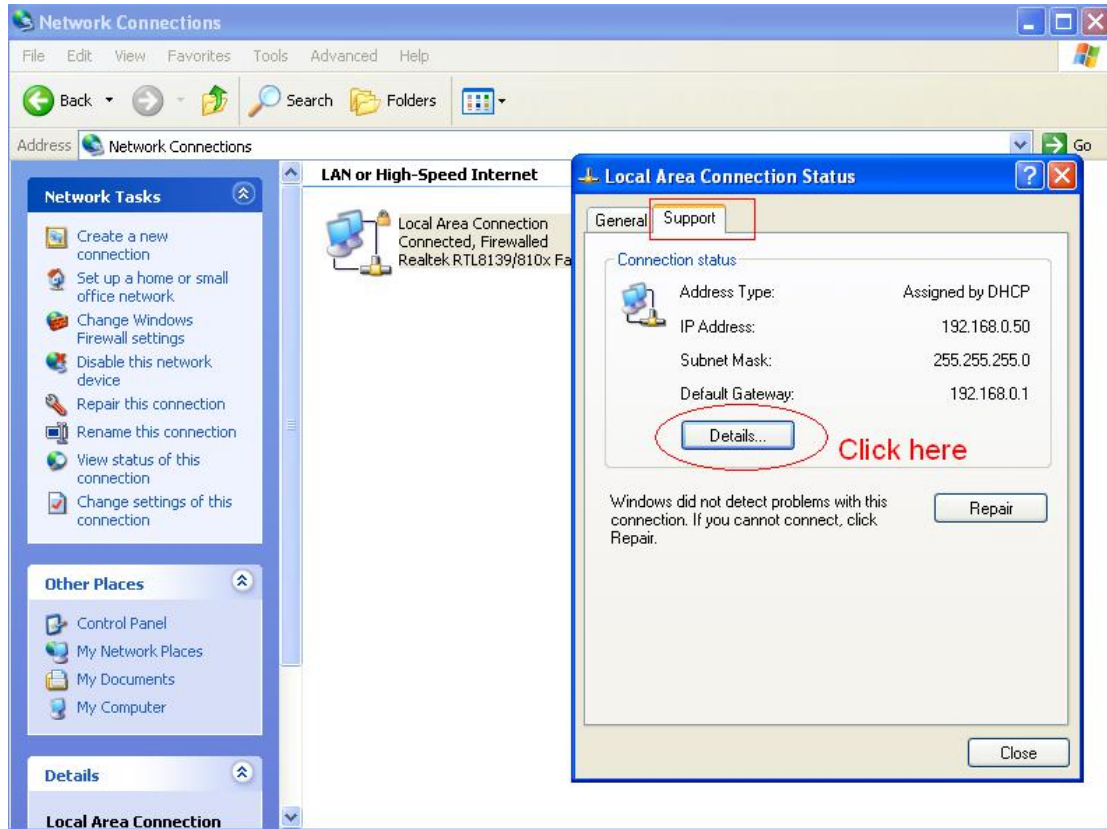 Network Connections
File Edit View Favorites Tools Advanced Help
Back Search Folders
Address Network Connections Go
Network Tasks
Create a new
connection
Set up a home or small
office network
Change Windows
Firewall settings
Disable this network
device
Repair this connection
Rename this connection
View status of this
connection
Change settings of this
connection
Other Places
Control Panel
My Network Places
My Documents
My Computer
Details
Local Area Connection
LAN or High-Speed Internet
Local Area Connection
Connected, Firewalled
Realtek RTL8139/810x Fa
Local Area Connection Status
General Support
Connection status
Address Type: Assigned by DHCP
IP Address: 192.168.0.50
Subnet Mask: 255.255.255.0
Default Gateway: 192.168.0.1
Details...
Click here
Windows did not detect problems with this
connection. If you cannot connect, click
Repair.
Repair
Close